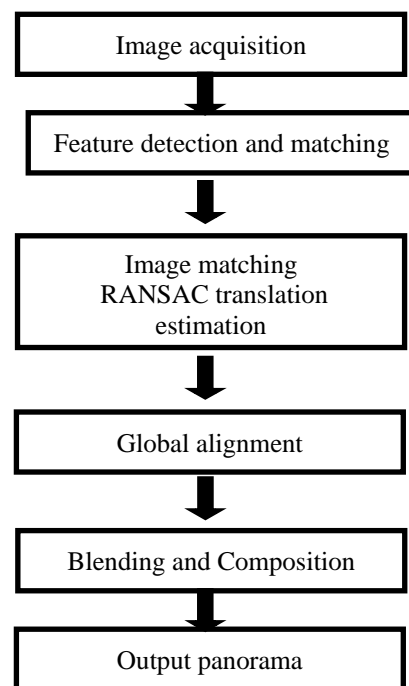 Image acquisition
Feature detection and matching
Image matching
RANSAC translation
estimation
Global alignment
Blending and Composition
Output panorama